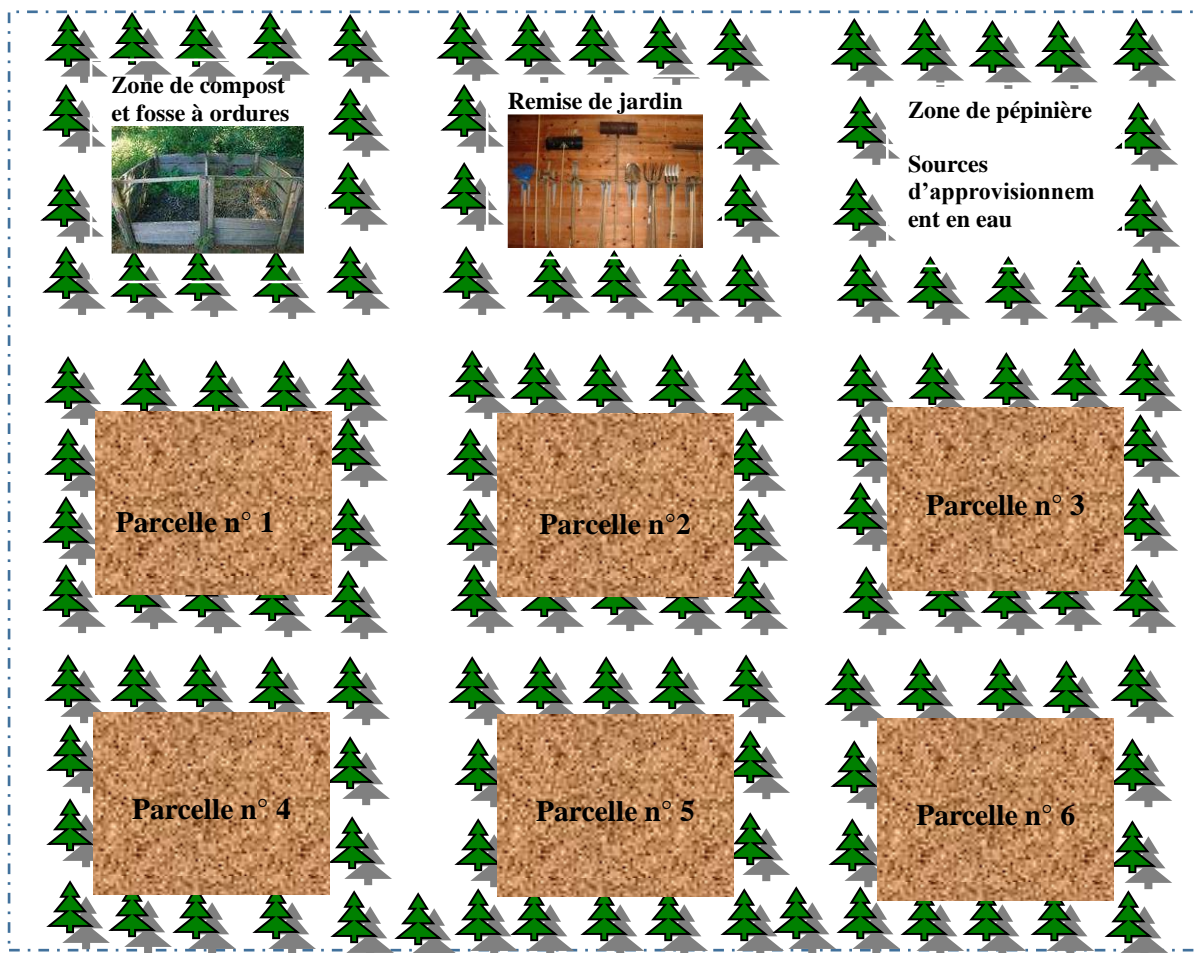 Zone de compost
et fosse à ordures
Remise de jardin
Zone de pépinière
Sources
d’approvisionnem
ent en eau
Parcelle n° 1
Parcelle n°2
Parcelle n° 3
Parcelle n° 4
Parcelle n° 5
Parcelle n° 6